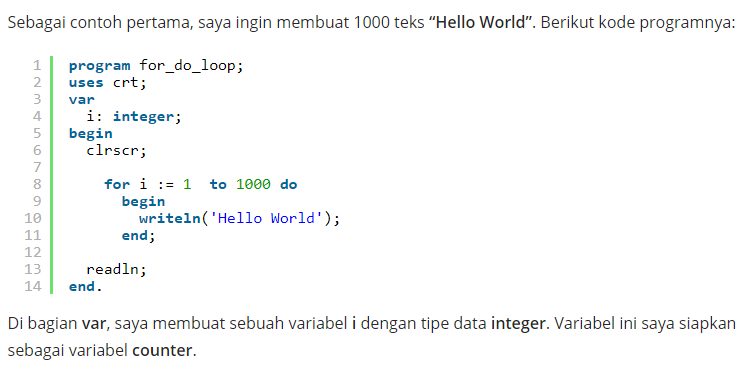 Sebagai contoh pertama, saya ingin membuat 1000 teks “Hello World”. Berikut kode programnya:
1 program for_do_loop;
2 uses crt;
3 var
4   i: integer;
5 begin
6   clrscr;
7
8     for i := 1  to 1000 do
9       begin
10         writeln('Hello World');
11       end;
12
13   readln;
14 end.
Di bagian var, saya membuat sebuah variabel i dengan tipe data integer. Variabel ini saya siapkan
sebagai variabel counter.